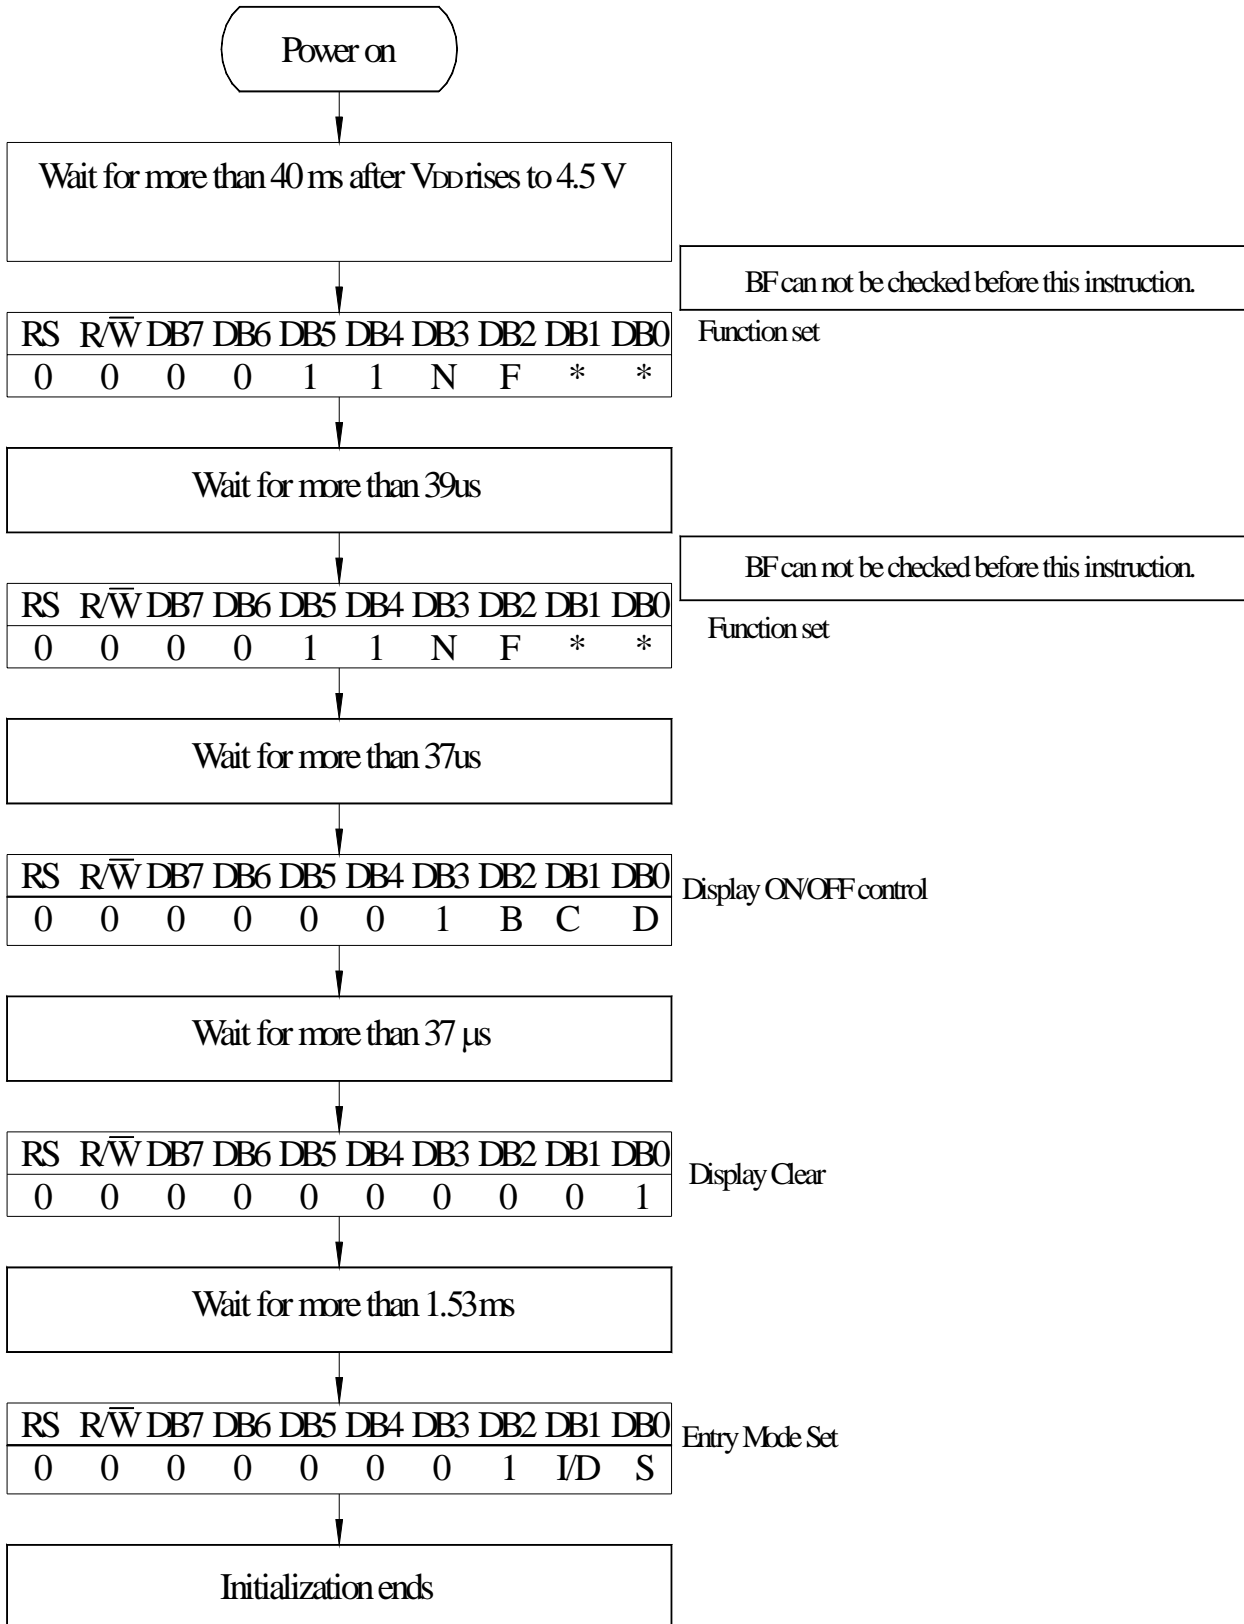 Power on
Wait for more than 40 ms after VDD rises to 4.5 V
BF can not be checked before this instruction.
RS R/W̅ DB7 DB6 DB5 DB4 DB3 DB2 DB1 DB0
Function set
0 0 0 0 1 1 N F * *
Wait for more than 39us
BF can not be checked before this instruction.
RS R/W̅ DB7 DB6 DB5 DB4 DB3 DB2 DB1 DB0
Function set
0 0 0 0 1 1 N F * *
Wait for more than 37us
RS R/W̅ DB7 DB6 DB5 DB4 DB3 DB2 DB1 DB0
Display ON/OFF control
0 0 0 0 0 0 1 B C D
Wait for more than 37 μs
RS R/W̅ DB7 DB6 DB5 DB4 DB3 DB2 DB1 DB0
Display Clear
0 0 0 0 0 0 0 0 0 1
Wait for more than 1.53ms
RS R/W̅ DB7 DB6 DB5 DB4 DB3 DB2 DB1 DB0
Entry Mode Set
0 0 0 0 0 0 0 1 I/D S
Initialization ends